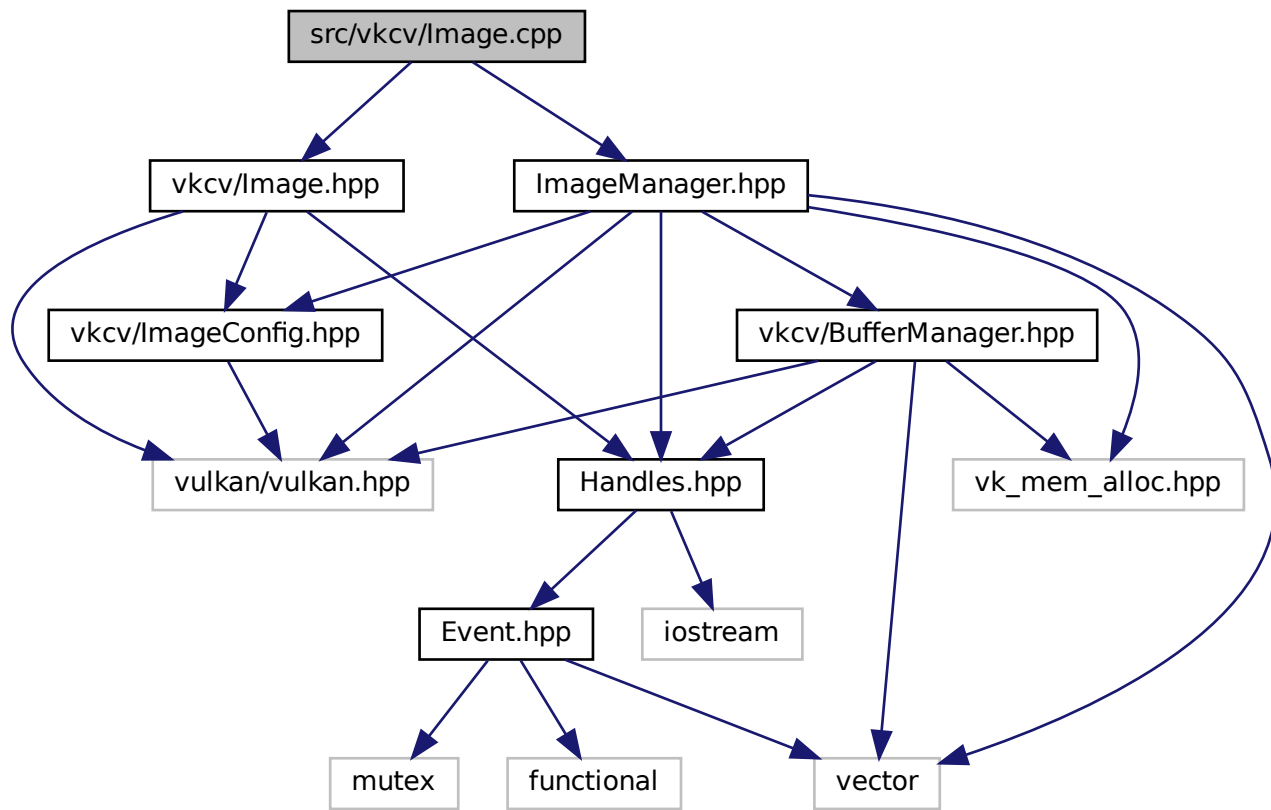 src/vkcv/Image.cpp
vkcv/Image.hpp
ImageManager.hpp
vkcv/ImageConfig.hpp
vkcv/BufferManager.hpp
vulkan/vulkan.hpp
Handles.hpp
vk_mem_alloc.hpp
Event.hpp
iostream
mutex
functional
vector